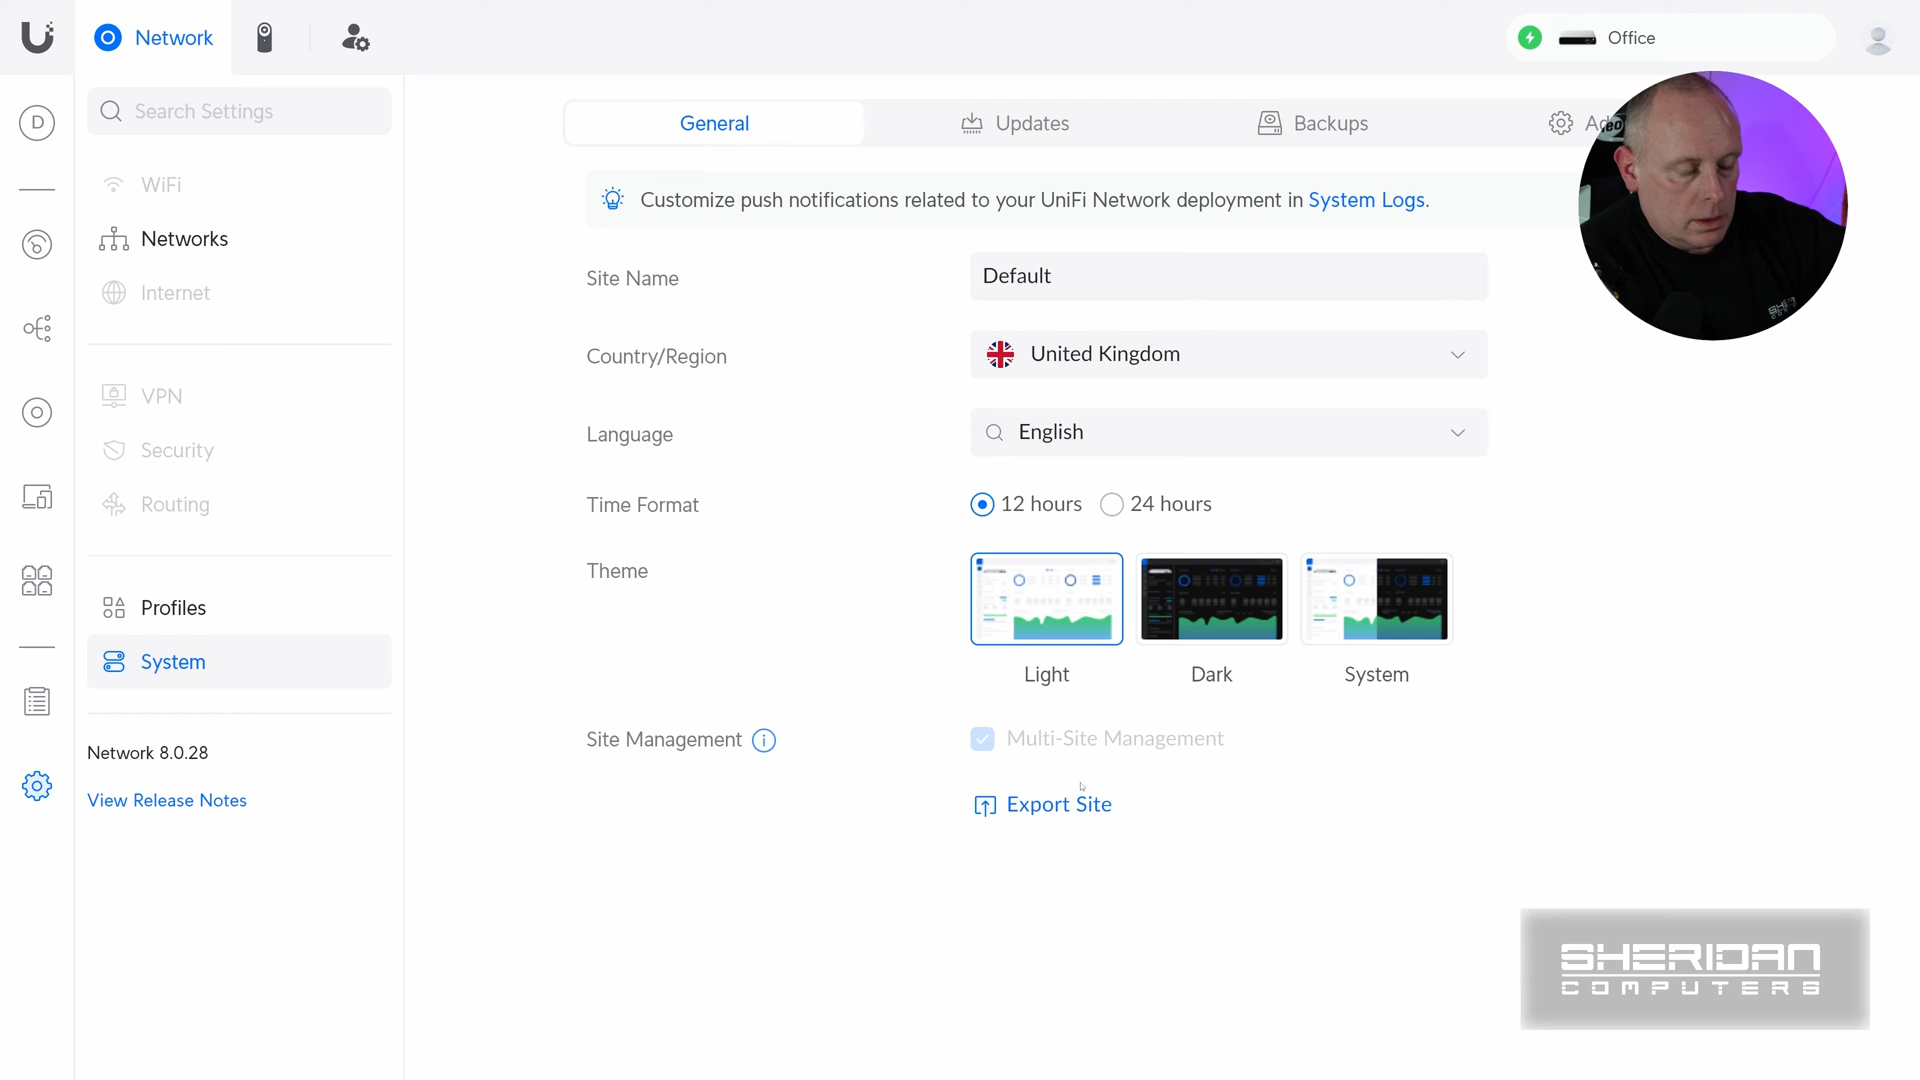 Network
Office
D
Search Settings
General
Updates
Backups
WiFi
Customize push notifications related to your UniFi Network deployment in System Logs.
Networks
Site Name
Default
Internet
Country/Region
United Kingdom
VPN
Language
English
Security
Routing
Time Format
12 hours
24 hours
Theme
Profiles
System
Light
Dark
System
Site Management
Multi-Site Management
Network 8.0.28
View Release Notes
Export Site
SHERIDAN
COMPUTERS